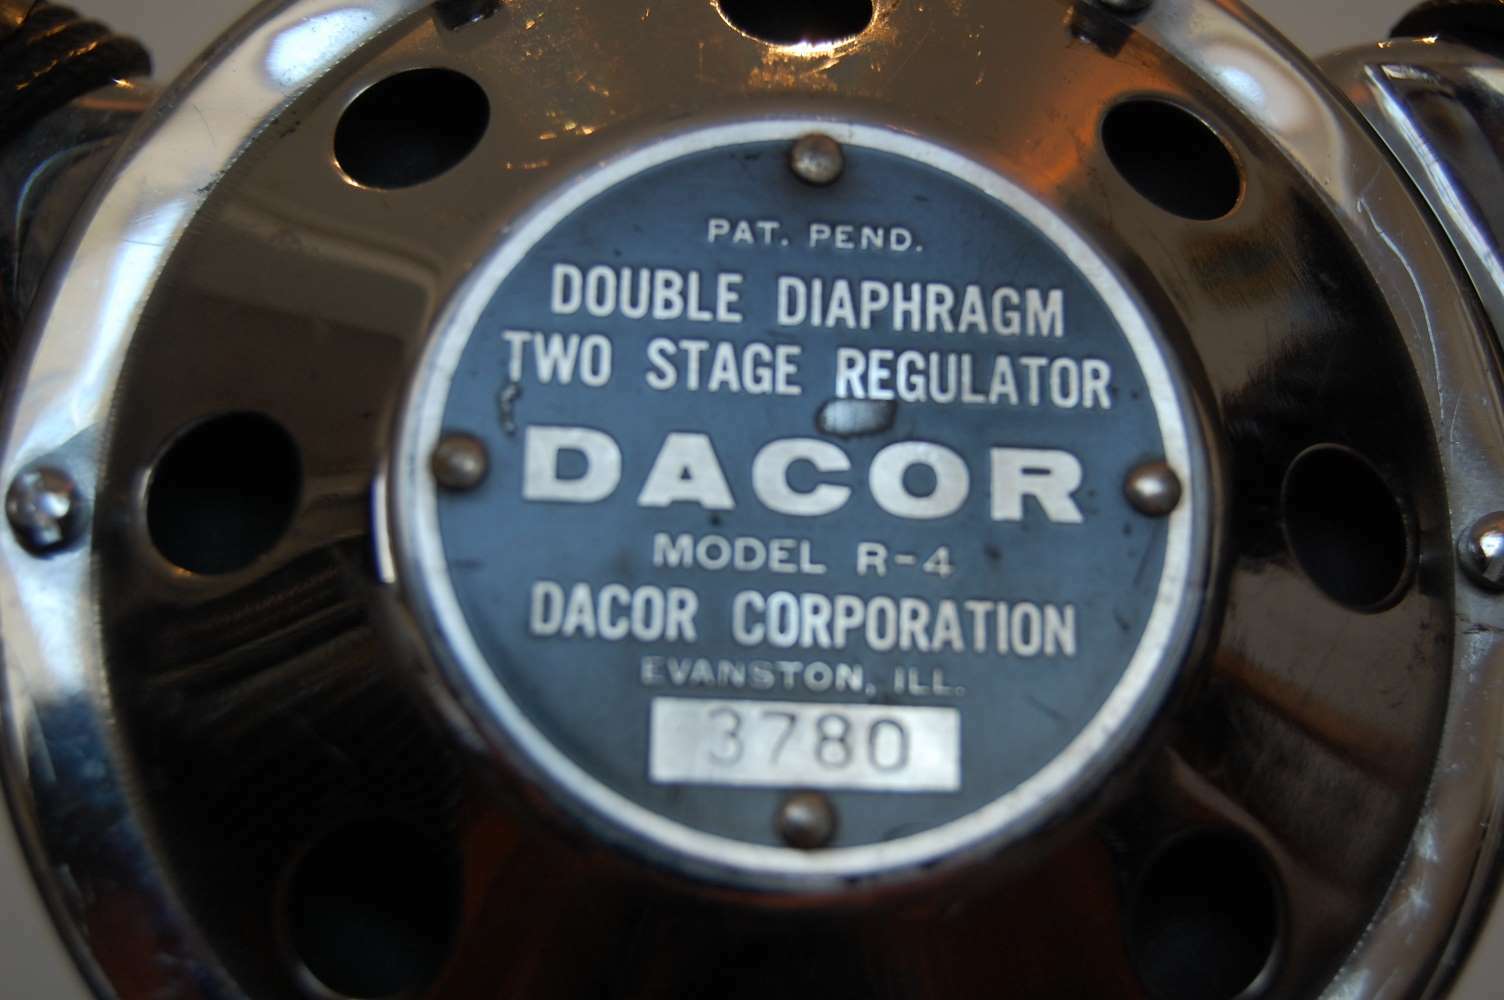 PAT. PEND.
DOUBLE DIAPHRAGM
TWO STAGE REGULATOR
DACOR
MODEL R-4
DACOR CORPORATION
EVANSTON, ILL.
3780